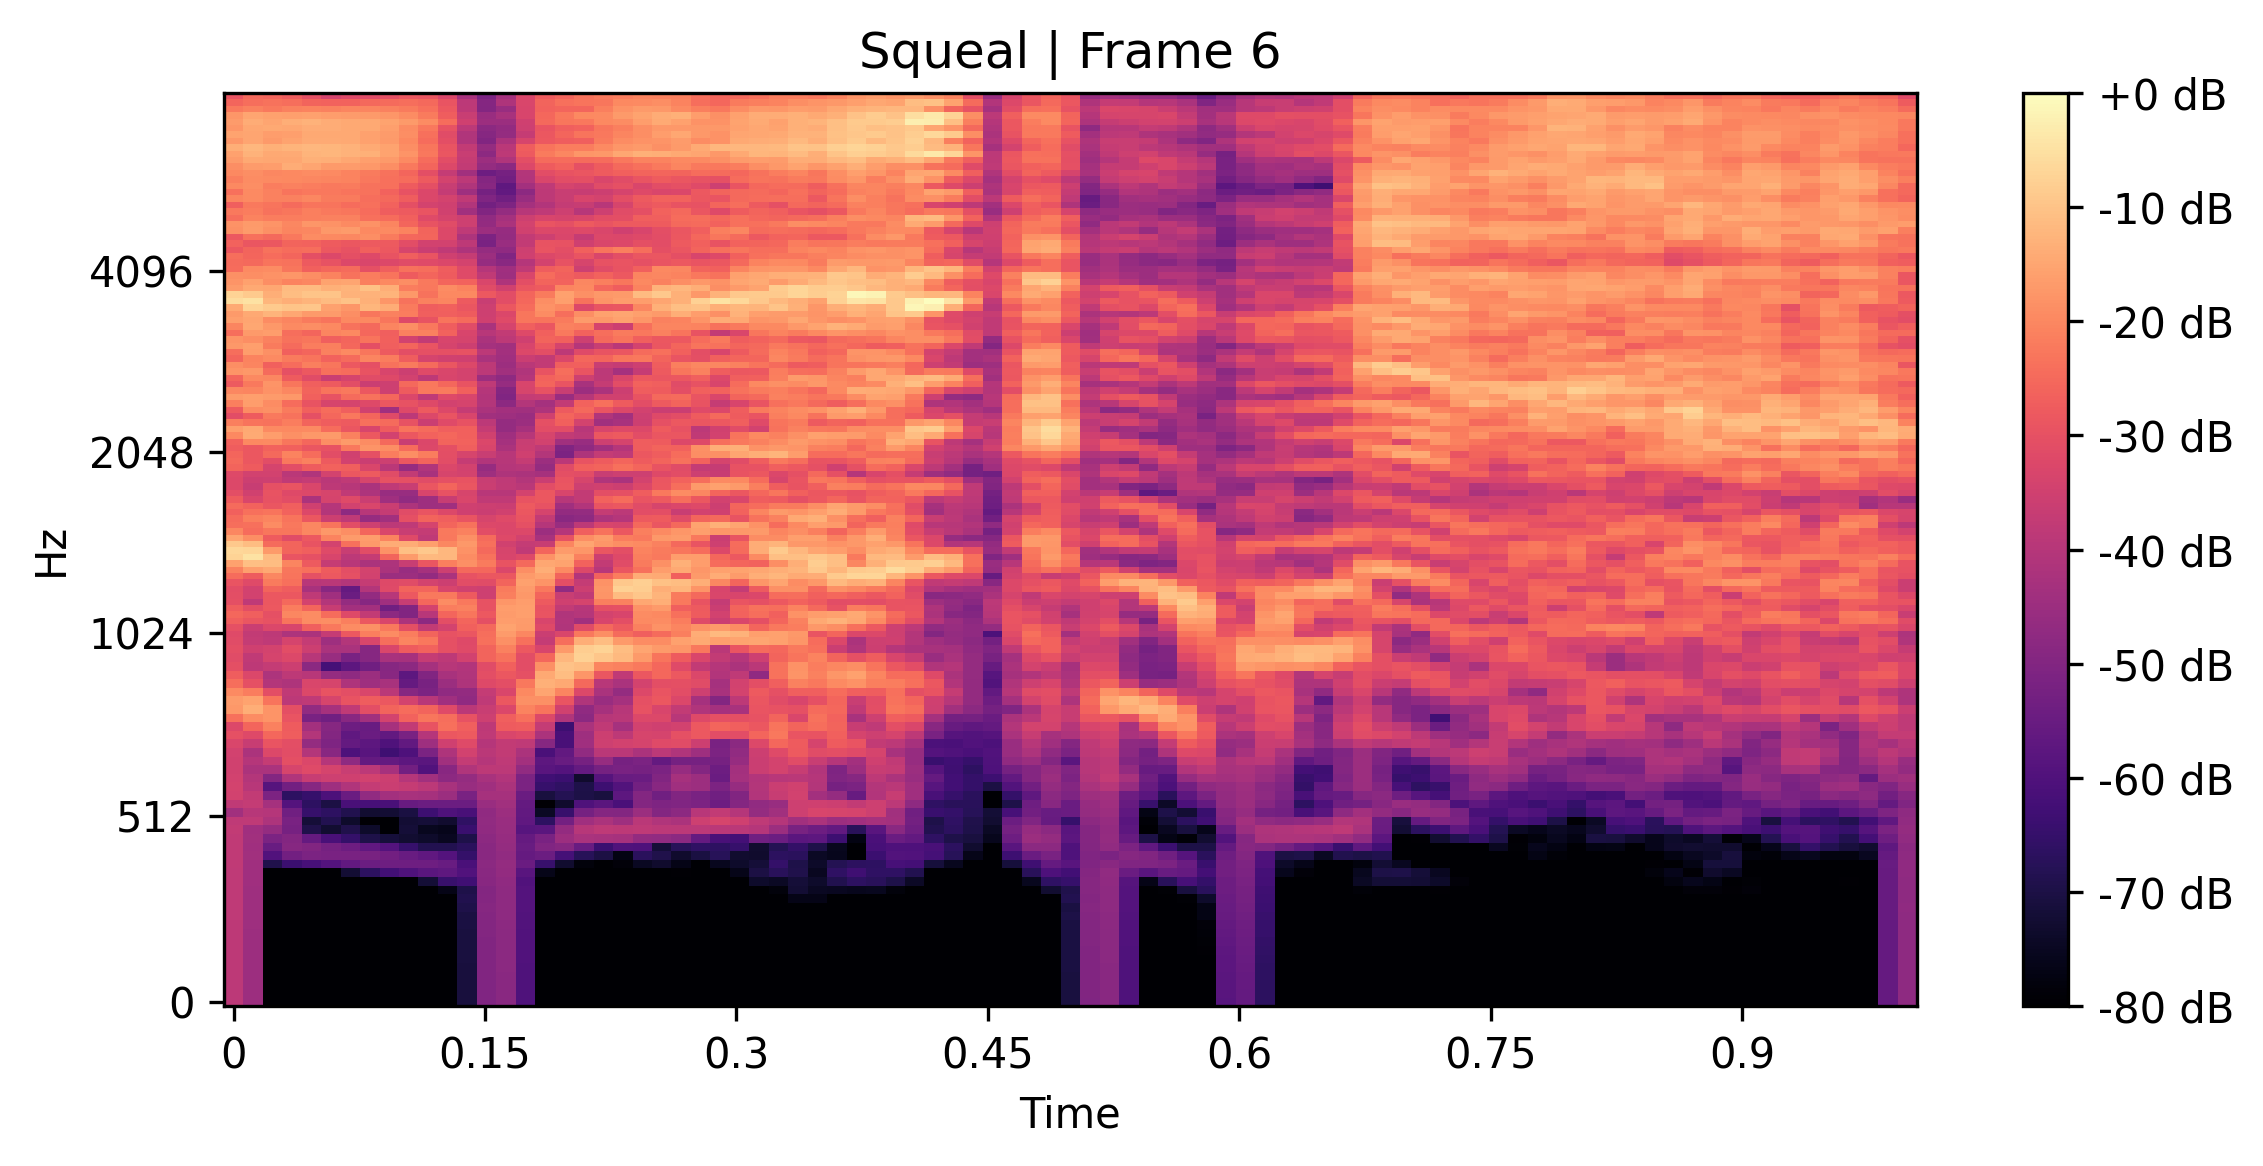 Squeal | Frame 6
Hz
4096
2048
1024
512
0
0 0.15 0.3 0.45 0.6 0.75 0.9
Time
+0 dB
-10 dB
-20 dB
-30 dB
-40 dB
-50 dB
-60 dB
-70 dB
-80 dB